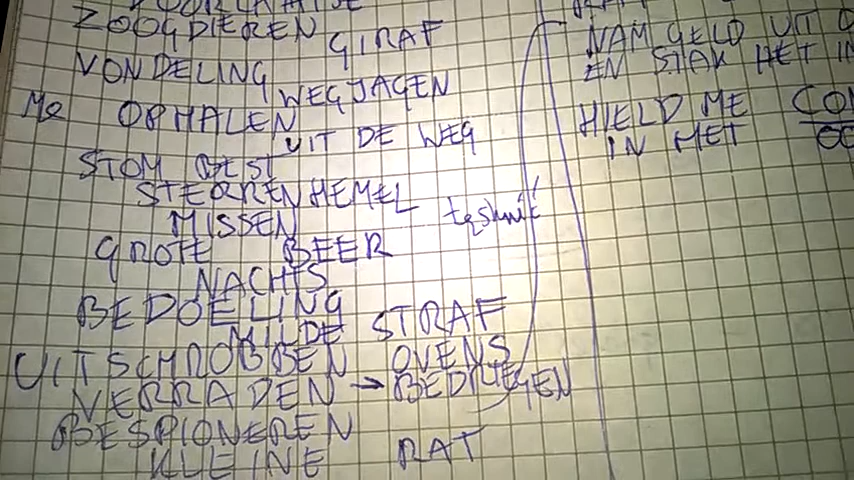 ZOOGDIEREN
GIRAF
VONDELING
WEGJAGEN
Me OPHALEN
UIT DE WEG
STOM BEEST
STERRENHEMEL
MISSEN
GROTE BEER
NACHTS
BEDOELING
MILDE STRAF
UITSCHROBBEN OVENS
VERRADEN → BEDRIEGEN
BESPIONEREN
KLEINE RAT
NAM GELD UIT
EN STAK HET IN
HIELD ME
IN MET